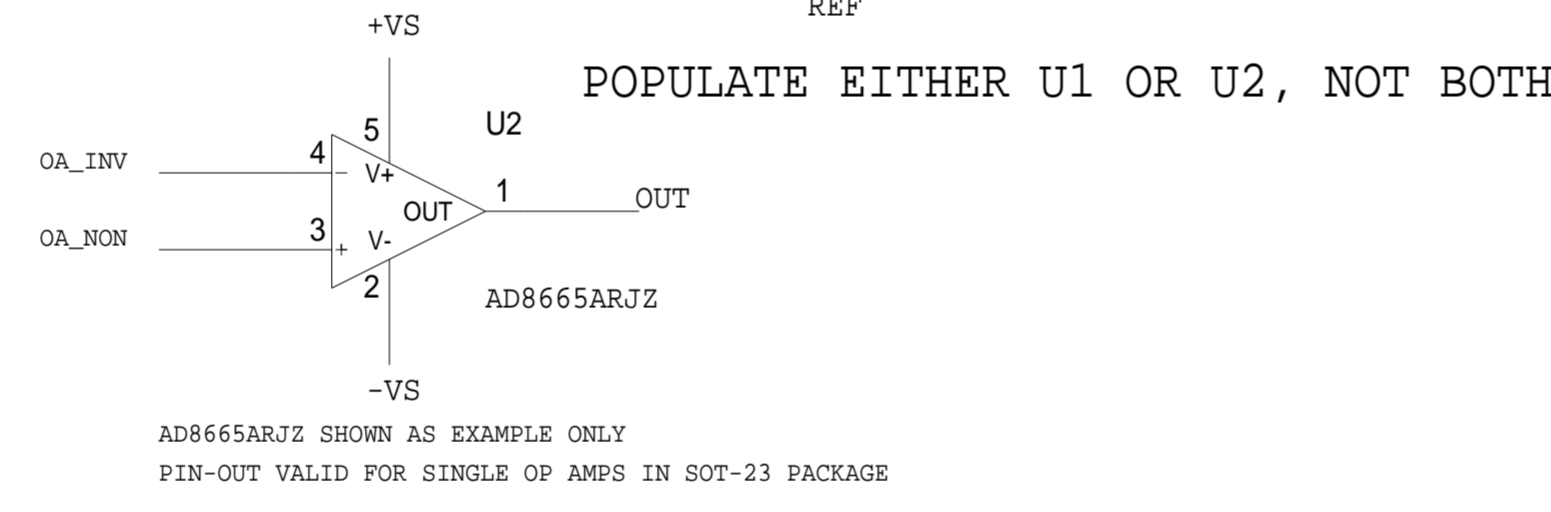 REF
+VS
POPULATE EITHER U1 OR U2, NOT BOTH
U2
5
OA_INV
4
- V+
1
OUT
OUT
OA_NON
3
+ V-
2
AD8665ARJZ
-VS
AD8665ARJZ SHOWN AS EXAMPLE ONLY
PIN-OUT VALID FOR SINGLE OP AMPS IN SOT-23 PACKAGE